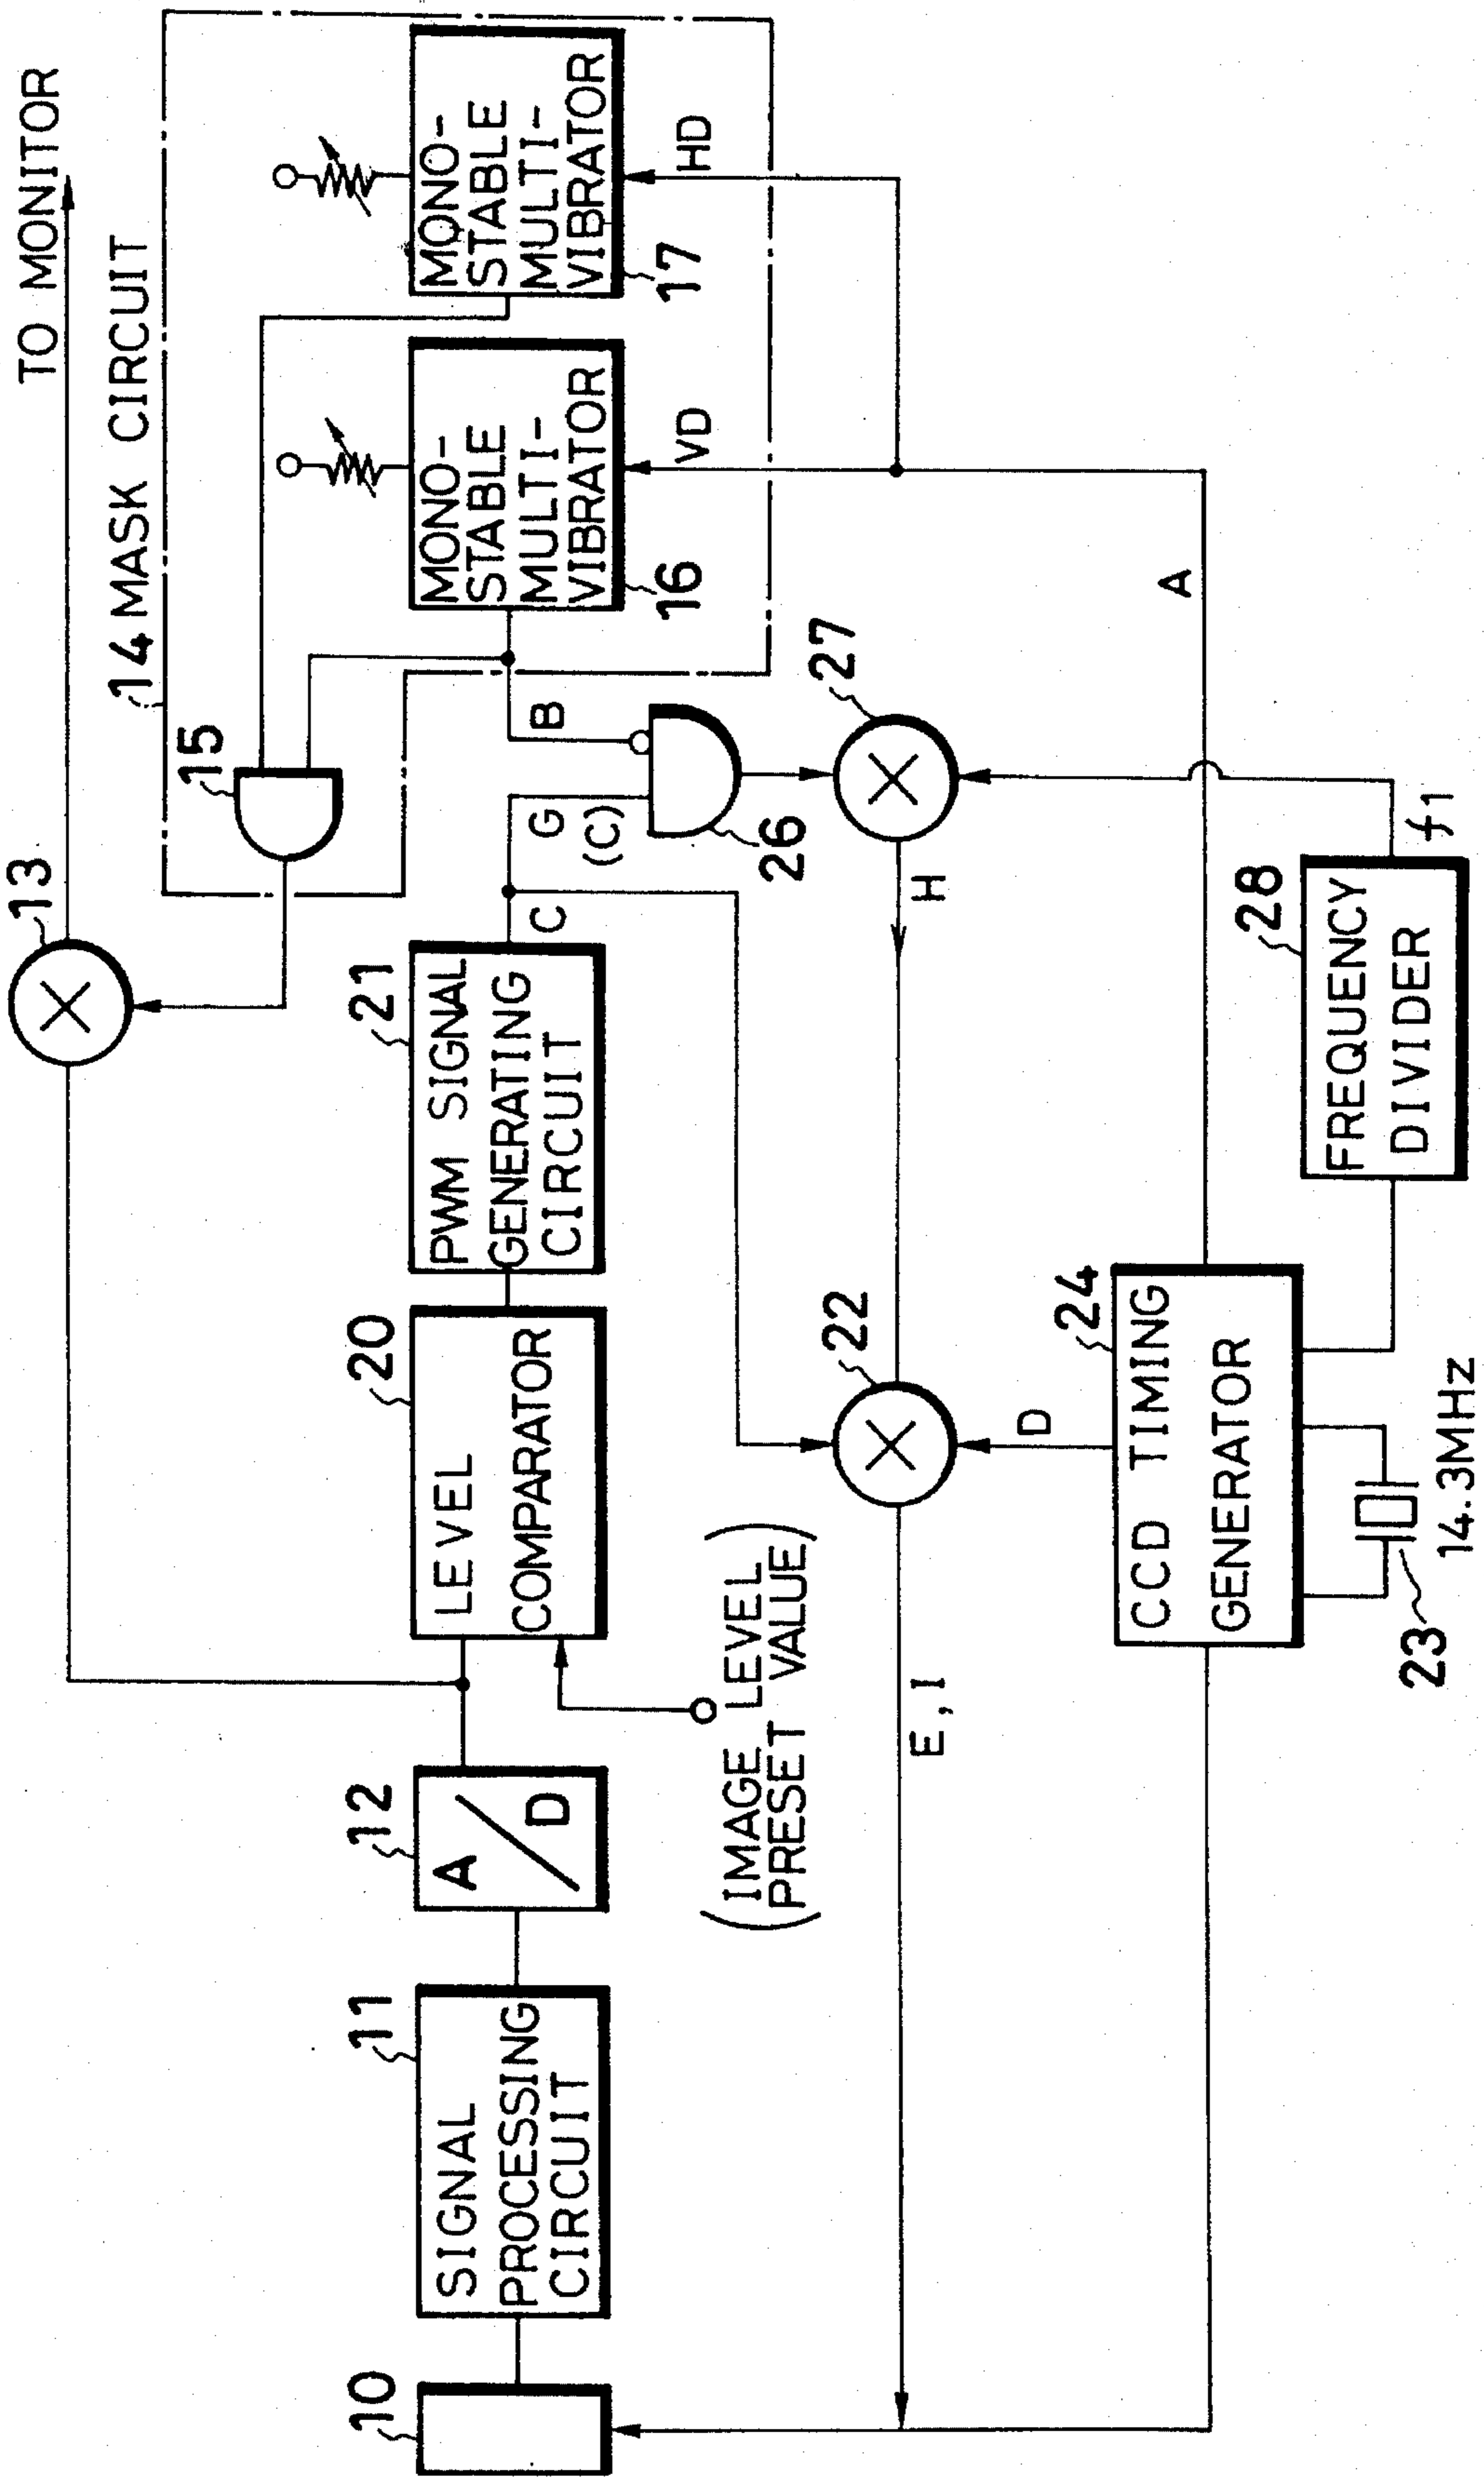 TO MONITOR
13
14 MASK CIRCUIT
15
MONO-
STABLE
MULTI-
VIBRATOR
16
MONO-
STABLE
MULTI-
VIBRATOR
17
VD
HD
10
SIGNAL
PROCESSING
CIRCUIT
11
A/D
12
LEVEL
COMPARATOR
20
PWM SIGNAL
GENERATING
CIRCUIT
21
C
G
(C)
B
26
27
H
(IMAGE LEVEL
PRESET VALUE)
22
E, I
D
A
CCD TIMING
GENERATOR
24
23
14.3MHz
FREQUENCY
DIVIDER
28
f1